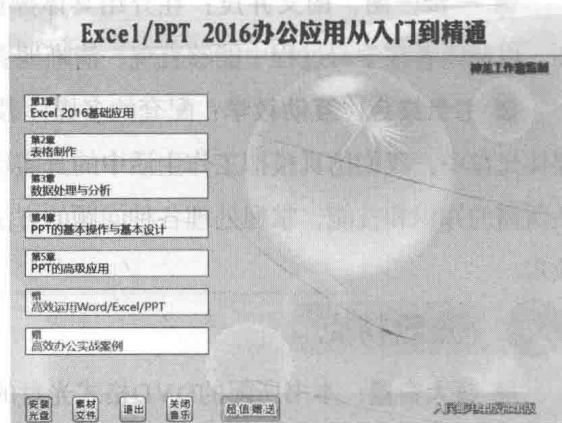 Excel/PPT 2016办公应用从入门到精通
神龙工作室监制
第1章
Excel 2016基础应用
第2章
表格制作
第3章
数据处理与分析
第4章
PPT的基本操作与基本设计
第5章
PPT的高级应用
赠
高效运用Word/Excel/PPT
赠
高效办公实战案例
安装光盘
素材文件
退出
关闭音乐
超值赠送
人民邮电出版社出版